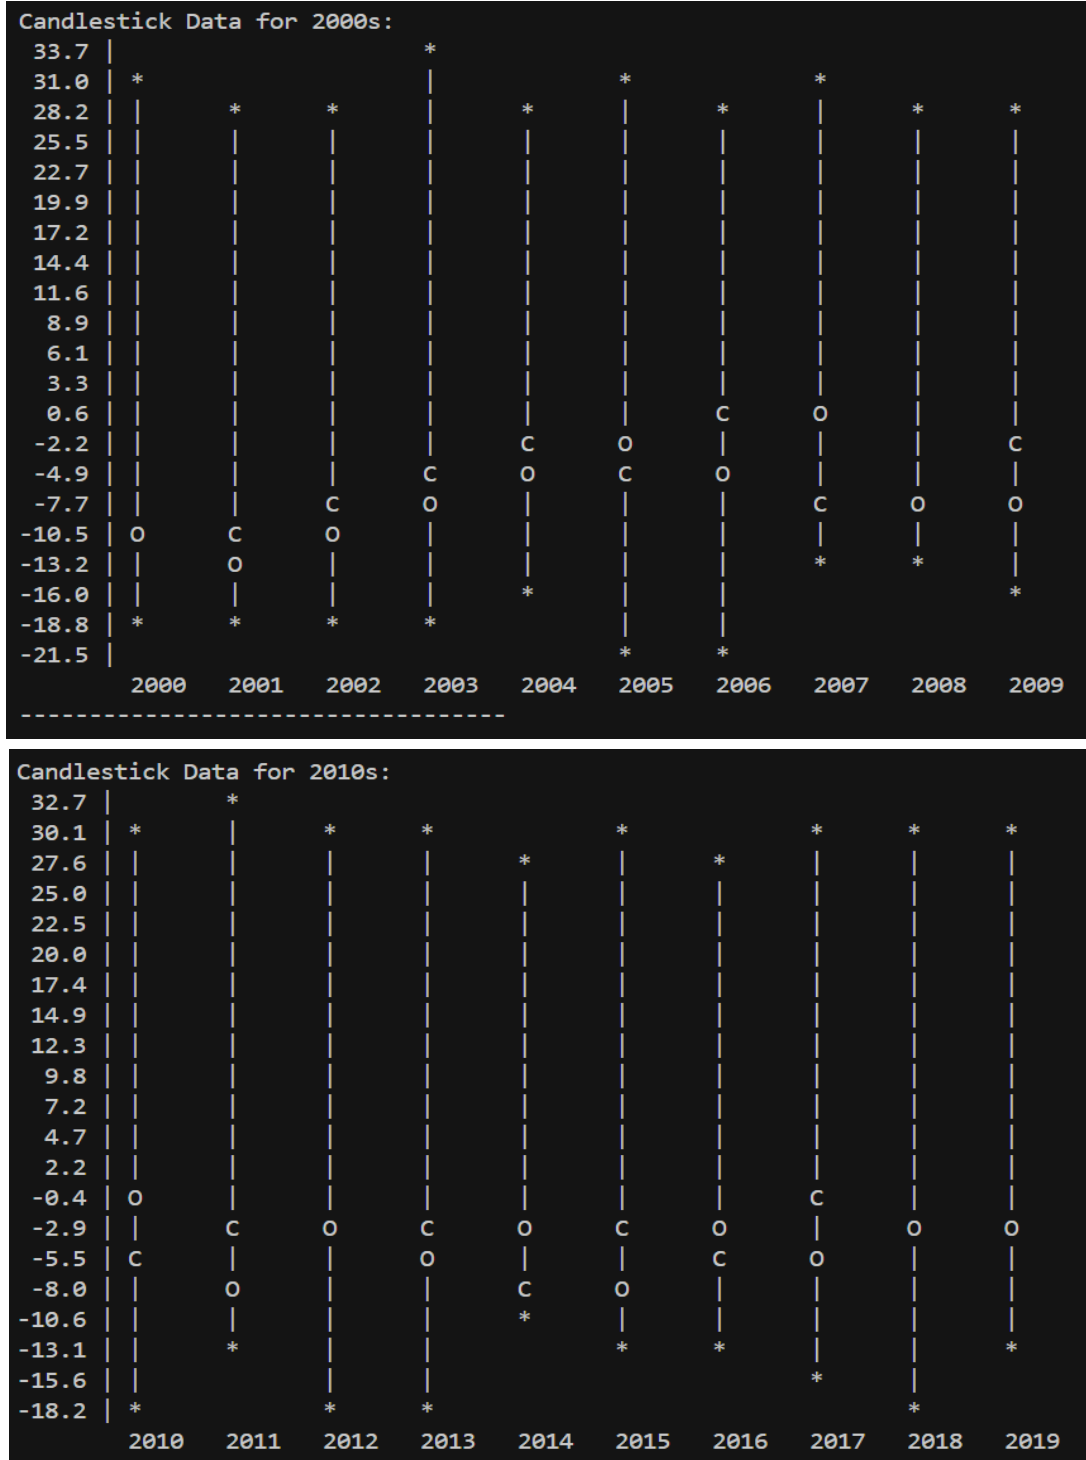 Candlestick Data for 2000s:
 33.7 |                      *
 31.0 | *                    |             *             *
 28.2 | |      *      *      |      *      |      *      |      *      *
 25.5 | |      |      |      |      |      |      |      |      |      |
 22.7 | |      |      |      |      |      |      |      |      |      |
 19.9 | |      |      |      |      |      |      |      |      |      |
 17.2 | |      |      |      |      |      |      |      |      |      |
 14.4 | |      |      |      |      |      |      |      |      |      |
 11.6 | |      |      |      |      |      |      |      |      |      |
  8.9 | |      |      |      |      |      |      |      |      |      |
  6.1 | |      |      |      |      |      |      |      |      |      |
  3.3 | |      |      |      |      |      |      |      |      |      |
  0.6 | |      |      |      |      |      |      c      o      |      |
 -2.2 | |      |      |      |      c      o      |      |      |      c
 -4.9 | |      |      |      c      o      c      o      |      |      |
 -7.7 | |      |      c      o      |      |      |      c      o      o
-10.5 | o      c      o      |      |      |      |      |      |      |
-13.2 | |      o      |      |      |      |      |      *      *      |
-16.0 | |      |      |      |      *      |      |                    *
-18.8 | *      *      *      *             |      |
-21.5 |                                    *      *
        2000   2001   2002   2003   2004   2005   2006   2007   2008   2009
-----------------------------------
Candlestick Data for 2010s:
 32.7 |        *
 30.1 | *      |      *      *             *             *      *      *
 27.6 | |      |      |      |      *      |      *      |      |      |
 25.0 | |      |      |      |      |      |      |      |      |      |
 22.5 | |      |      |      |      |      |      |      |      |      |
 20.0 | |      |      |      |      |      |      |      |      |      |
 17.4 | |      |      |      |      |      |      |      |      |      |
 14.9 | |      |      |      |      |      |      |      |      |      |
 12.3 | |      |      |      |      |      |      |      |      |      |
  9.8 | |      |      |      |      |      |      |      |      |      |
  7.2 | |      |      |      |      |      |      |      |      |      |
  4.7 | |      |      |      |      |      |      |      |      |      |
  2.2 | |      |      |      |      |      |      |      |      |      |
 -0.4 | o      |      |      |      |      |      |      c      |      |
 -2.9 | |      c      o      c      o      c      o      |      o      o
 -5.5 | c      |      |      o      |      |      c      o      |      |
 -8.0 | |      o      |      |      c      o      |      |      |      |
-10.6 | |      |      |      |      *      |      |      |      |      |
-13.1 | |      *      |      |             *      *      |      |      *
-15.6 | |             |      |                           *      |
-18.2 | *             *      *                                  *
        2010   2011   2012   2013   2014   2015   2016   2017   2018   2019